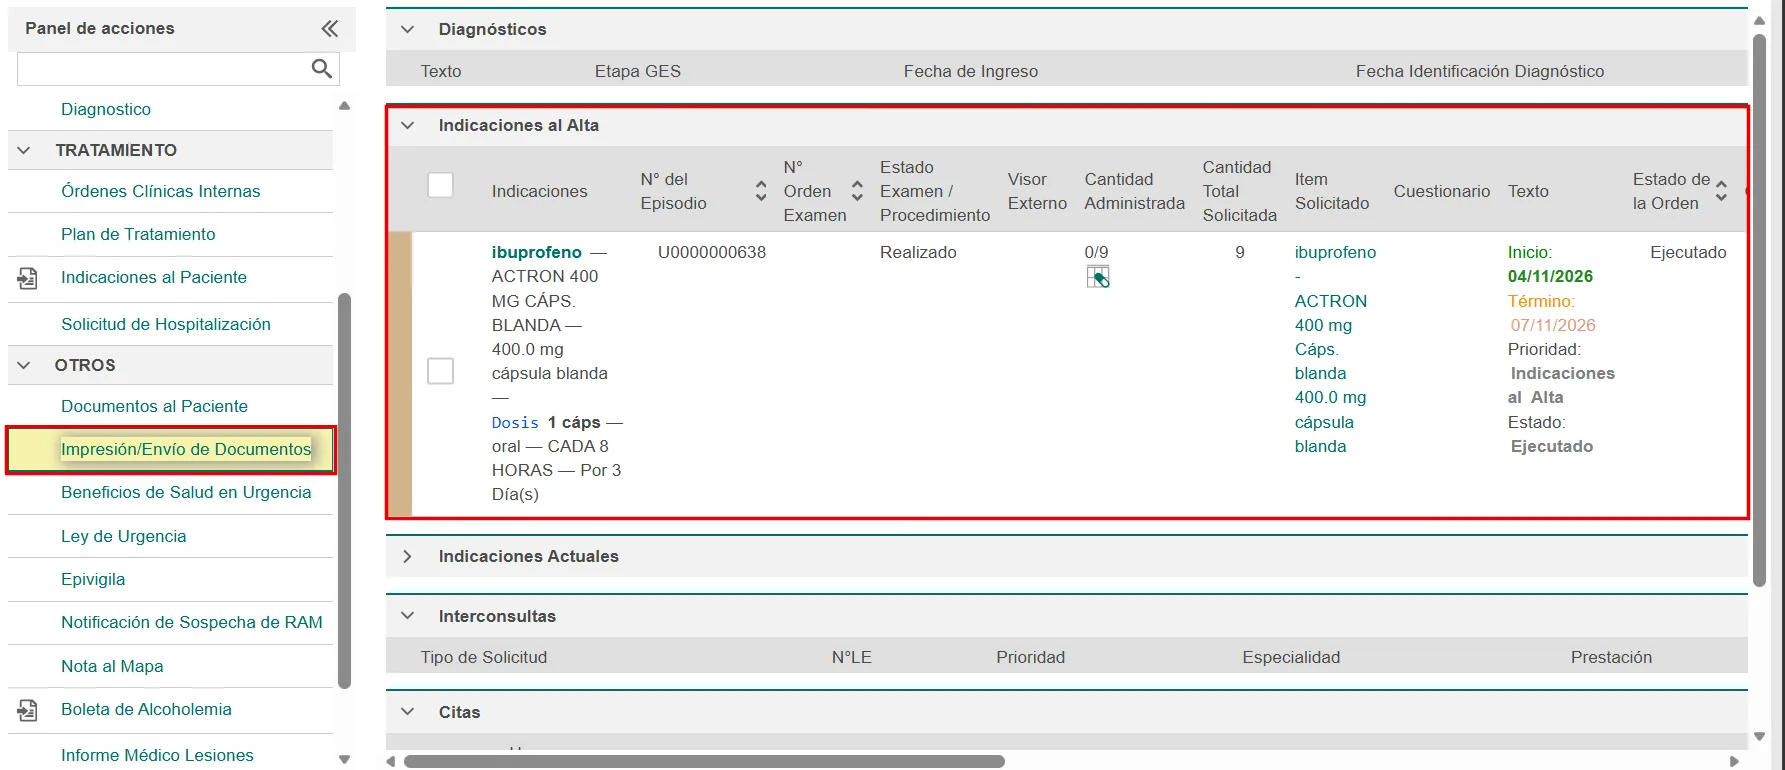 Panel de acciones
Diagnostico
TRATAMIENTO
Órdenes Clínicas Internas
Plan de Tratamiento
Indicaciones al Paciente
Solicitud de Hospitalización
OTROS
Documentos al Paciente
Impresión/Envío de Documentos
Beneficios de Salud en Urgencia
Ley de Urgencia
Epivigila
Notificación de Sospecha de RAM
Nota al Mapa
Boleta de Alcoholemia
Informe Médico Lesiones
Diagnósticos
Texto Etapa GES Fecha de Ingreso Fecha Identificación Diagnóstico
Indicaciones al Alta
Indicaciones
N° del
Episodio
N°
Orden
Examen
Estado
Examen /
Procedimiento
Visor
Externo
Cantidad
Administrada
Cantidad
Total
Solicitada
Item
Solicitado
Cuestionario
Texto
Estado de
la Orden
ibuprofeno —
ACTRON 400
MG CÁPS.
BLANDA —
400.0 mg
cápsula blanda
—
Dosis 1 cáps —
oral — CADA 8
HORAS — Por 3
Día(s)
U0000000638
Realizado
0/9
9
ibuprofeno
-
ACTRON
400 mg
Cáps.
blanda
400.0 mg
cápsula
blanda
Inicio:
04/11/2026
Término:
07/11/2026
Prioridad:
Indicaciones
al Alta
Estado:
Ejecutado
Ejecutado
Indicaciones Actuales
Interconsultas
Tipo de Solicitud N°LE Prioridad Especialidad Prestación
Citas